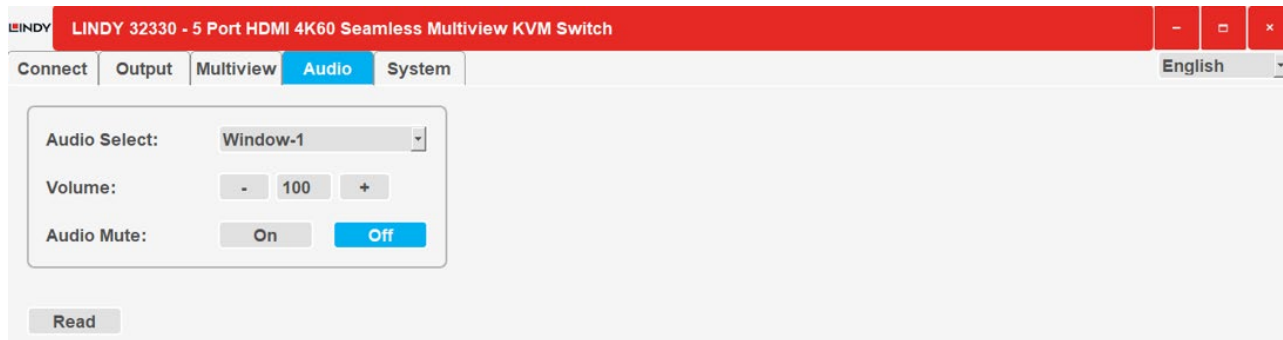 LINDY LINDY 32330 - 5 Port HDMI 4K60 Seamless Multiview KVM Switch
Connect Output Multiview Audio System English
Audio Select: Window-1
Volume: - 100 +
Audio Mute: On Off
Read